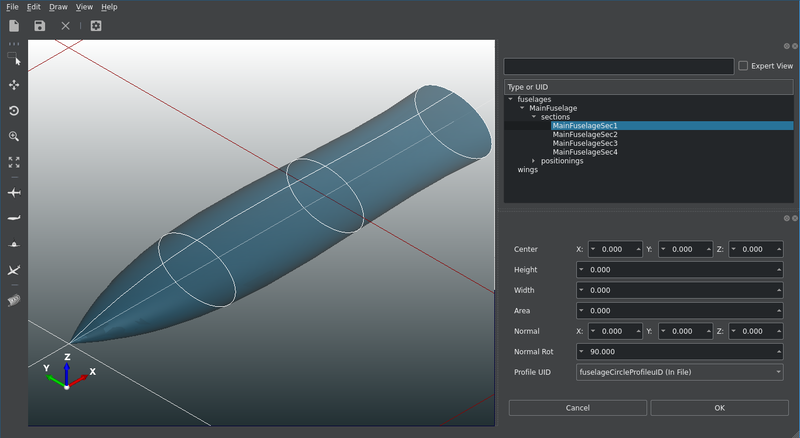 File Edit Draw View Help
Expert View
Type or UID
fuselages
MainFuselage
sections
MainFuselageSec1
MainFuselageSec2
MainFuselageSec3
MainFuselageSec4
positionings
wings
Center X: 0.000 Y: 0.000 Z: 0.000
Height 0.000
Width 0.000
Area 0.000
Normal X: 0.000 Y: 0.000 Z: 0.000
Normal Rot 90.000
Profile UID fuselageCircleProfileuID (In File)
Cancel OK
Z
Y X